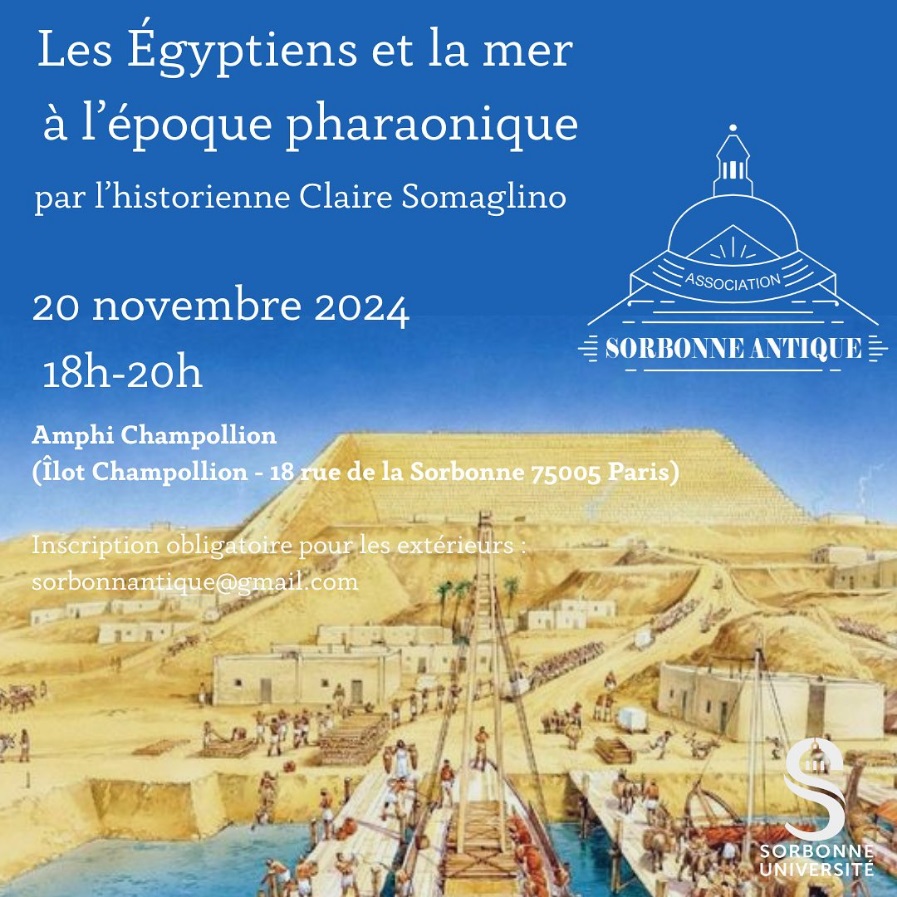 Les Égyptiens et la mer
à l’époque pharaonique
par l’historienne Claire Somaglino
20 novembre 2024
18h-20h
ASSOCIATION
SORBONNE ANTIQUE
Amphi Champollion
(Îlot Champollion - 18 rue de la Sorbonne 75005 Paris)
Inscription obligatoire pour les extérieurs :
sorbonnantique@gmail.com
SORBONNE
UNIVERSITÉ